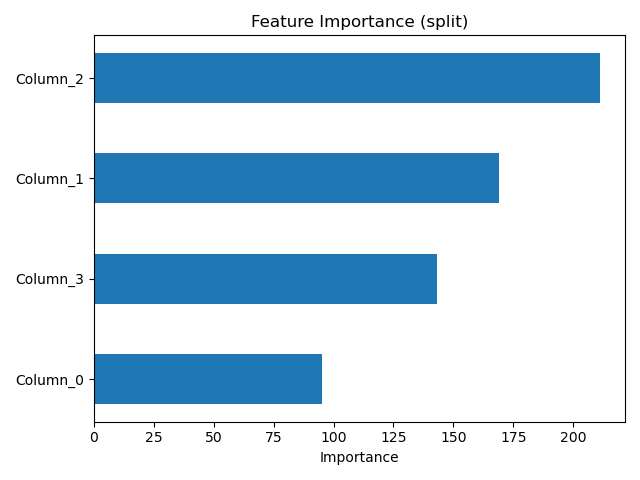 Feature Importance (split)
Column_2
Column_1
Column_3
Column_0
0 25 50 75 100 125 150 175 200
Importance